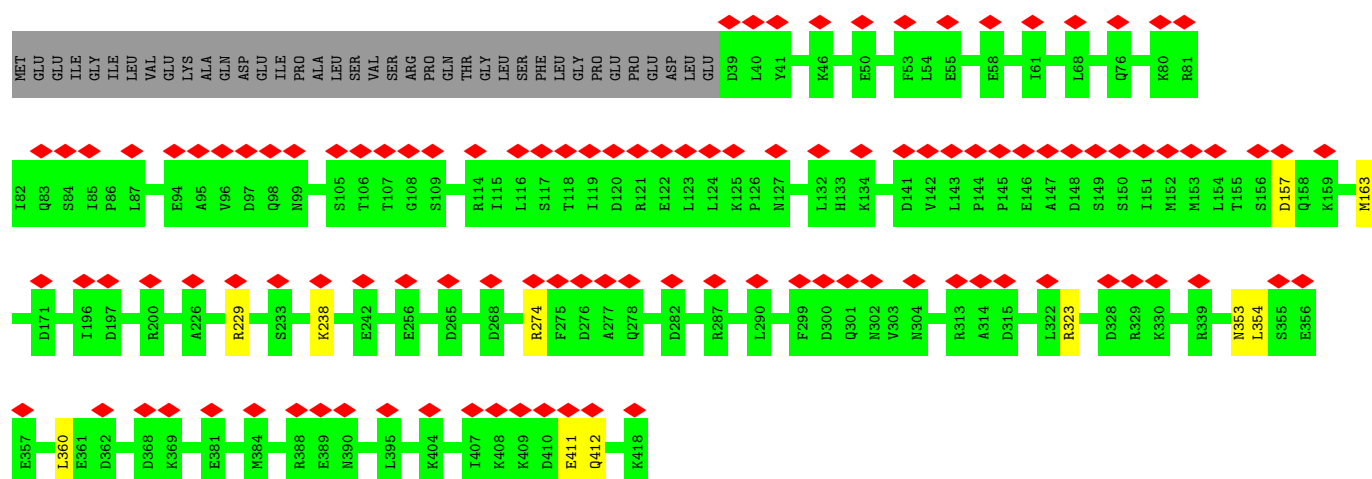 MET GLU GLU ILE GLY ILE LEU VAL GLU LYS ALA GLN ASP GLU ILE PRO ALA LEU SER VAL SER ARG PRO GLN THR GLY LEU SER PHE LEU GLY PRO GLU PRO GLU ASP LEU GLU D39 L40 Y41 K46 E50 F53 L54 E55 E58 I61 L68 Q76 K80 R81
I82 Q83 S84 I85 P86 L87 E94 A95 V96 D97 Q98 N99 S105 T106 T107 G108 S109 R114 I115 L116 S117 T118 I119 D120 R121 E122 L123 L124 K125 P126 N127 L132 H133 K134 D141 V142 L143 P144 P145 E146 A147 D148 S149 S150 I151 M152 M153 L154 T155 S156 D157 Q158 K159 M163
D171 I196 D197 R200 A226 R229 S233 K238 E242 E256 D265 D268 R274 F275 D276 A277 Q278 D282 R287 L290 F299 D300 Q301 N302 V303 N304 R313 A314 D315 L322 R323 D328 R329 K330 R339 N353 L354 S355 E356
E357 L360 E361 D362 D368 K369 E381 M384 R388 E389 N390 L395 K404 I407 K408 K409 D410 E411 Q412 K418